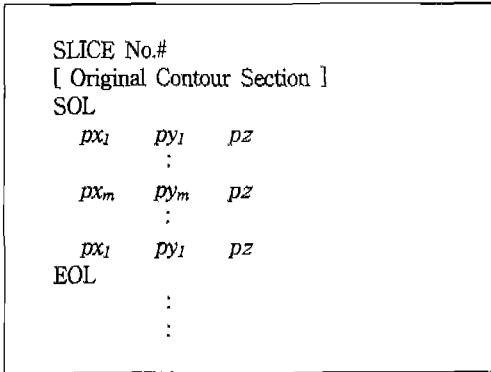 SLICE No.#
[ Original Contour Section ]
SOL
px₁ py₁ pz
:
pxₘ pyₘ pz
:
px₁ py₁ pz
EOL
:
: